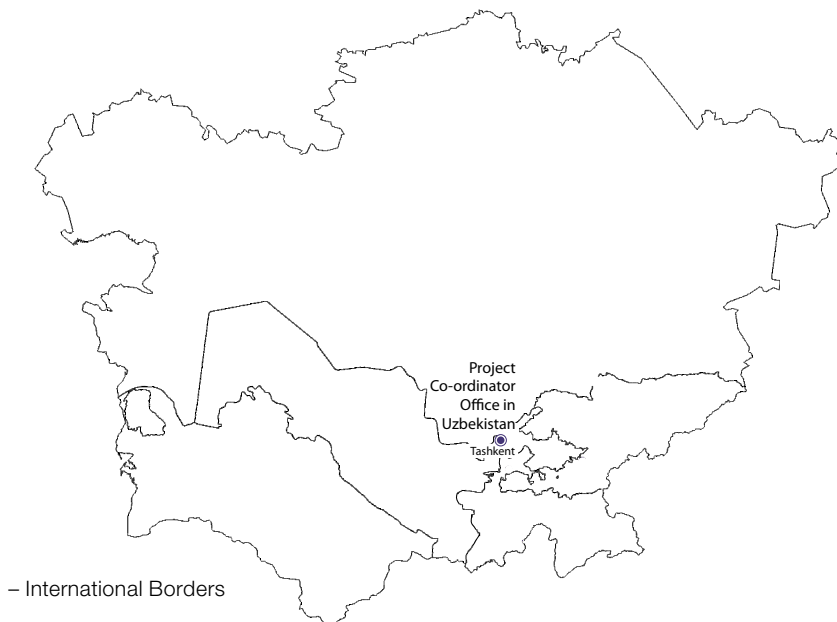 Project
Co-ordinator
Office in
Uzbekistan
Tashkent
– International Borders